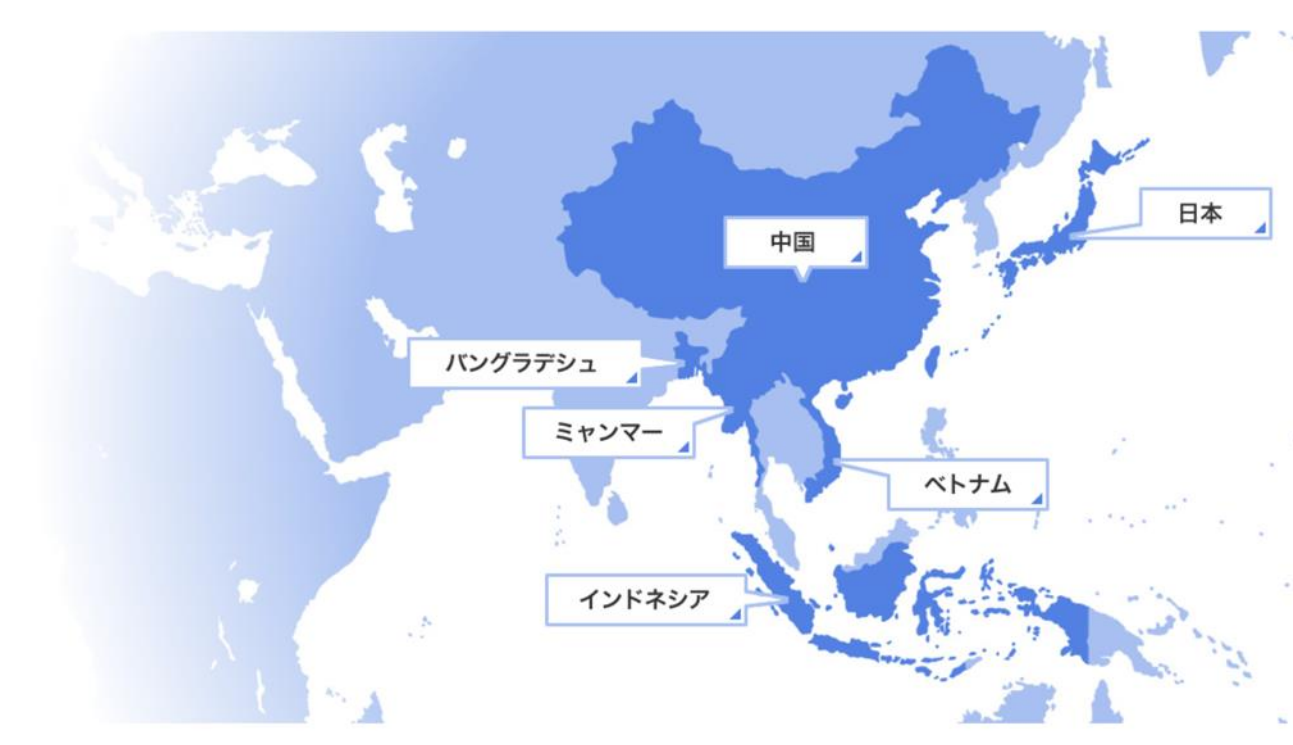 日本
中国
バングラデシュ
ミャンマー
ベトナム
インドネシア